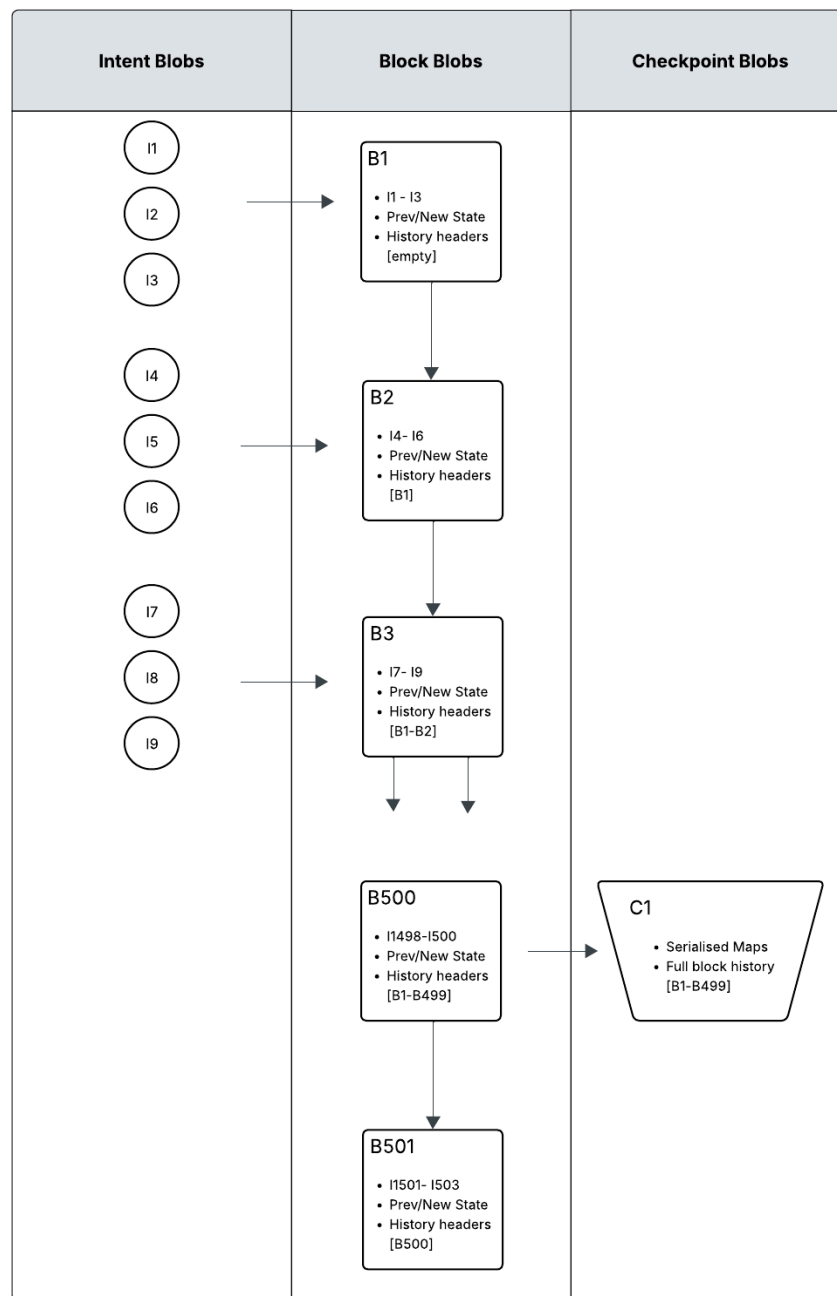 Intent Blobs
Block Blobs
Checkpoint Blobs
I1
I2
I3
B1
• I1 - I3
• Prev/New State
• History headers
[empty]
I4
I5
I6
B2
• I4- I6
• Prev/New State
• History headers
[B1]
I7
I8
I9
B3
• I7- I9
• Prev/New State
• History headers
[B1-B2]
B500
• I1498-I500
• Prev/New State
• History headers
[B1-B499]
C1
• Serialised Maps
• Full block history
[B1-B499]
B501
• I1501- I503
• Prev/New State
• History headers
[B500]